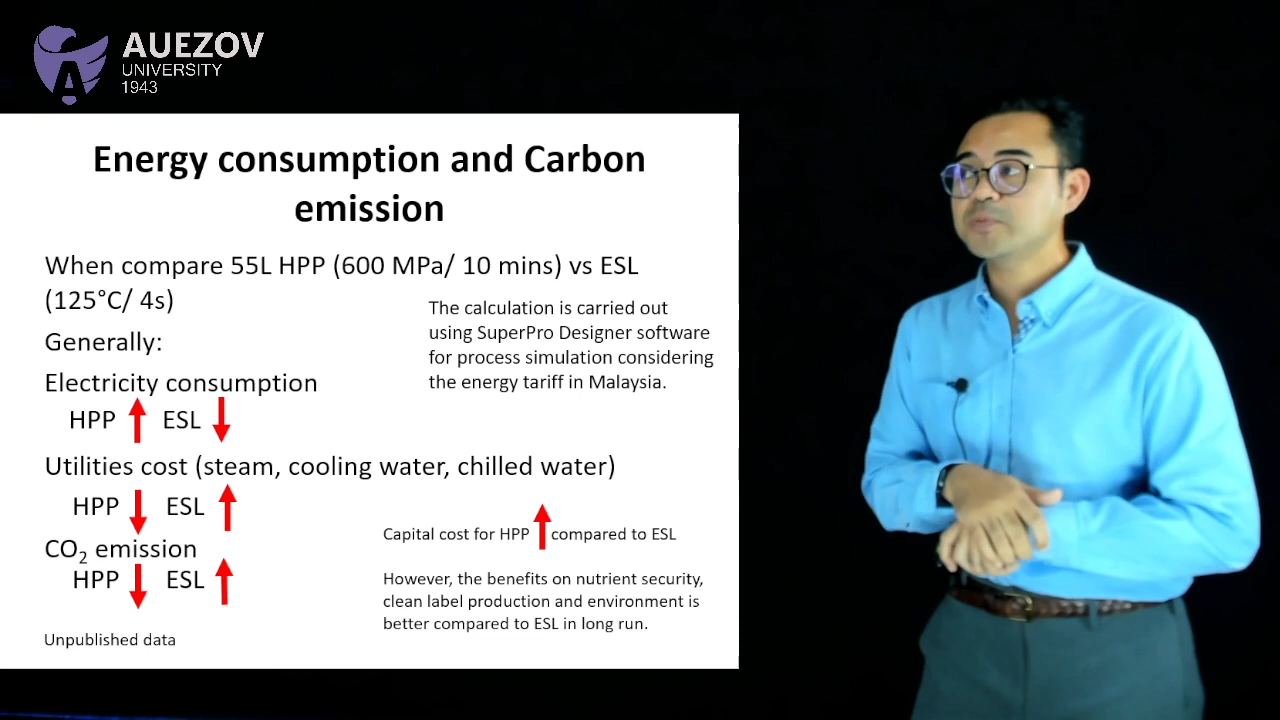 AUEZOV
UNIVERSITY
1943
Energy consumption and Carbon
emission
When compare 55L HPP (600 MPa/ 10 mins) vs ESL
(125°C/ 4s)
The calculation is carried out
using SuperPro Designer software
for process simulation considering
the energy tariff in Malaysia.
Generally:
Electricity consumption
HPP ESL
Utilities cost (steam, cooling water, chilled water)
HPP ESL
CO₂ emission
HPP ESL
Capital cost for HPP compared to ESL
However, the benefits on nutrient security,
clean label production and environment is
better compared to ESL in long run.
Unpublished data